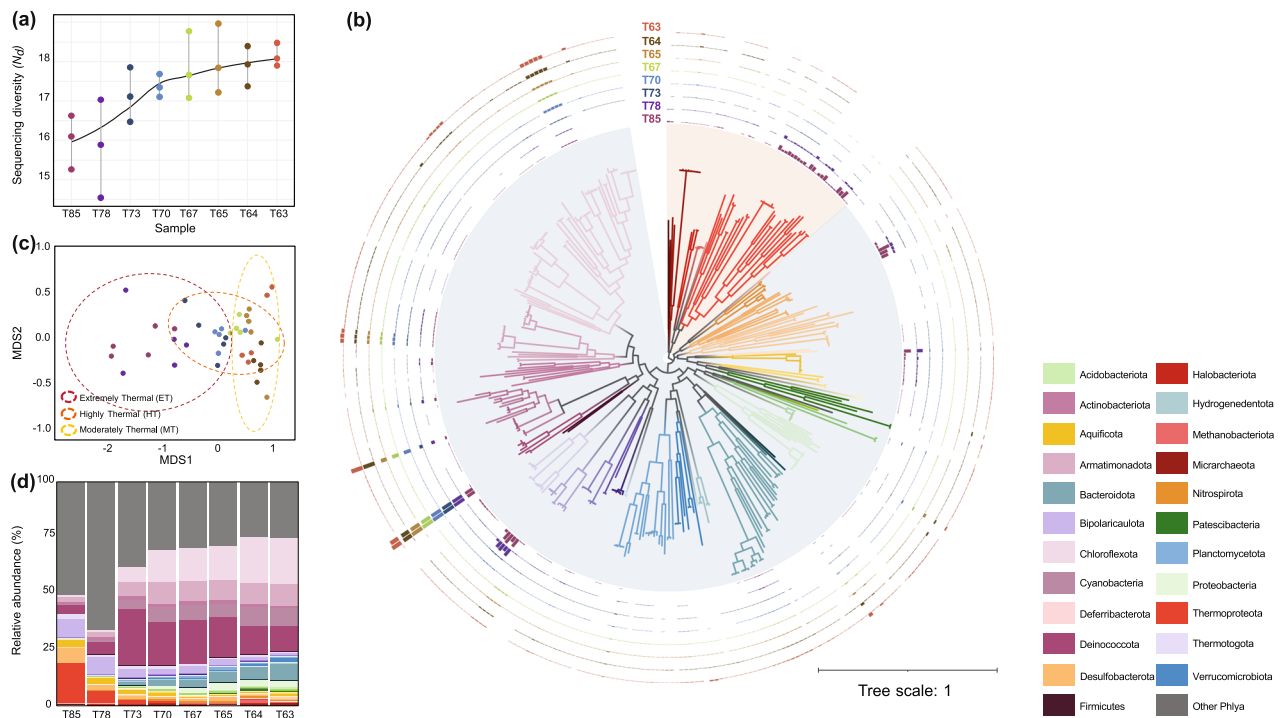 (a)
Sequencing diversity (Nd)
18
17
16
15
T85 T78 T73 T70 T67 T65 T64 T63
Sample
(b)
T63
T64
T65
T67
T70
T73
T78
T85
Tree scale: 1
(c)
MDS2
1.0
0.5
0.0
-0.5
-1.0
Extremely Thermal (ET)
Highly Thermal (HT)
Moderately Thermal (MT)
-2 -1 0 1
MDS1
(d)
Relative abundance (%)
100
75
50
25
0
T85 T78 T73 T70 T67 T65 T64 T63
Acidobacteriota
Actinobacteriota
Aquificota
Armatimonadota
Bacteroidota
Bipolaricaulota
Chloroflexota
Cyanobacteria
Deferribacterota
Deinococcota
Desulfobacterota
Firmicutes
Halobacteriota
Hydrogenedentota
Methanobacteriota
Micrarchaeota
Nitrospirota
Patescibacteria
Planctomycetota
Proteobacteria
Thermoproteota
Thermotogota
Verrucomicrobiota
Other Phlya